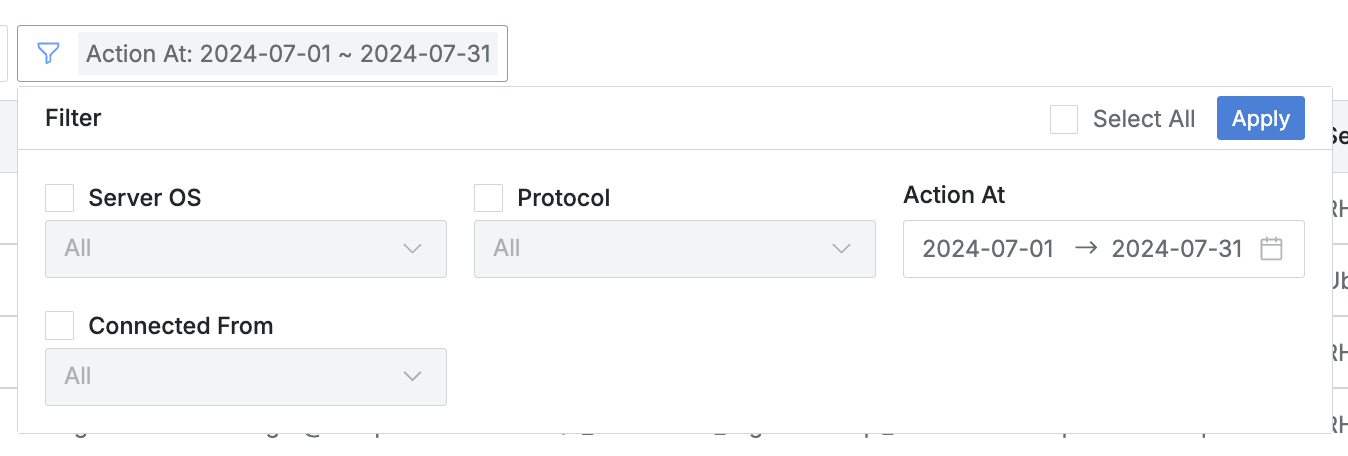 Action At: 2024-07-01 ~ 2024-07-31
Filter
Select All
Apply
Server OS
Protocol
Action At
All
All
2024-07-01 → 2024-07-31
Connected From
All